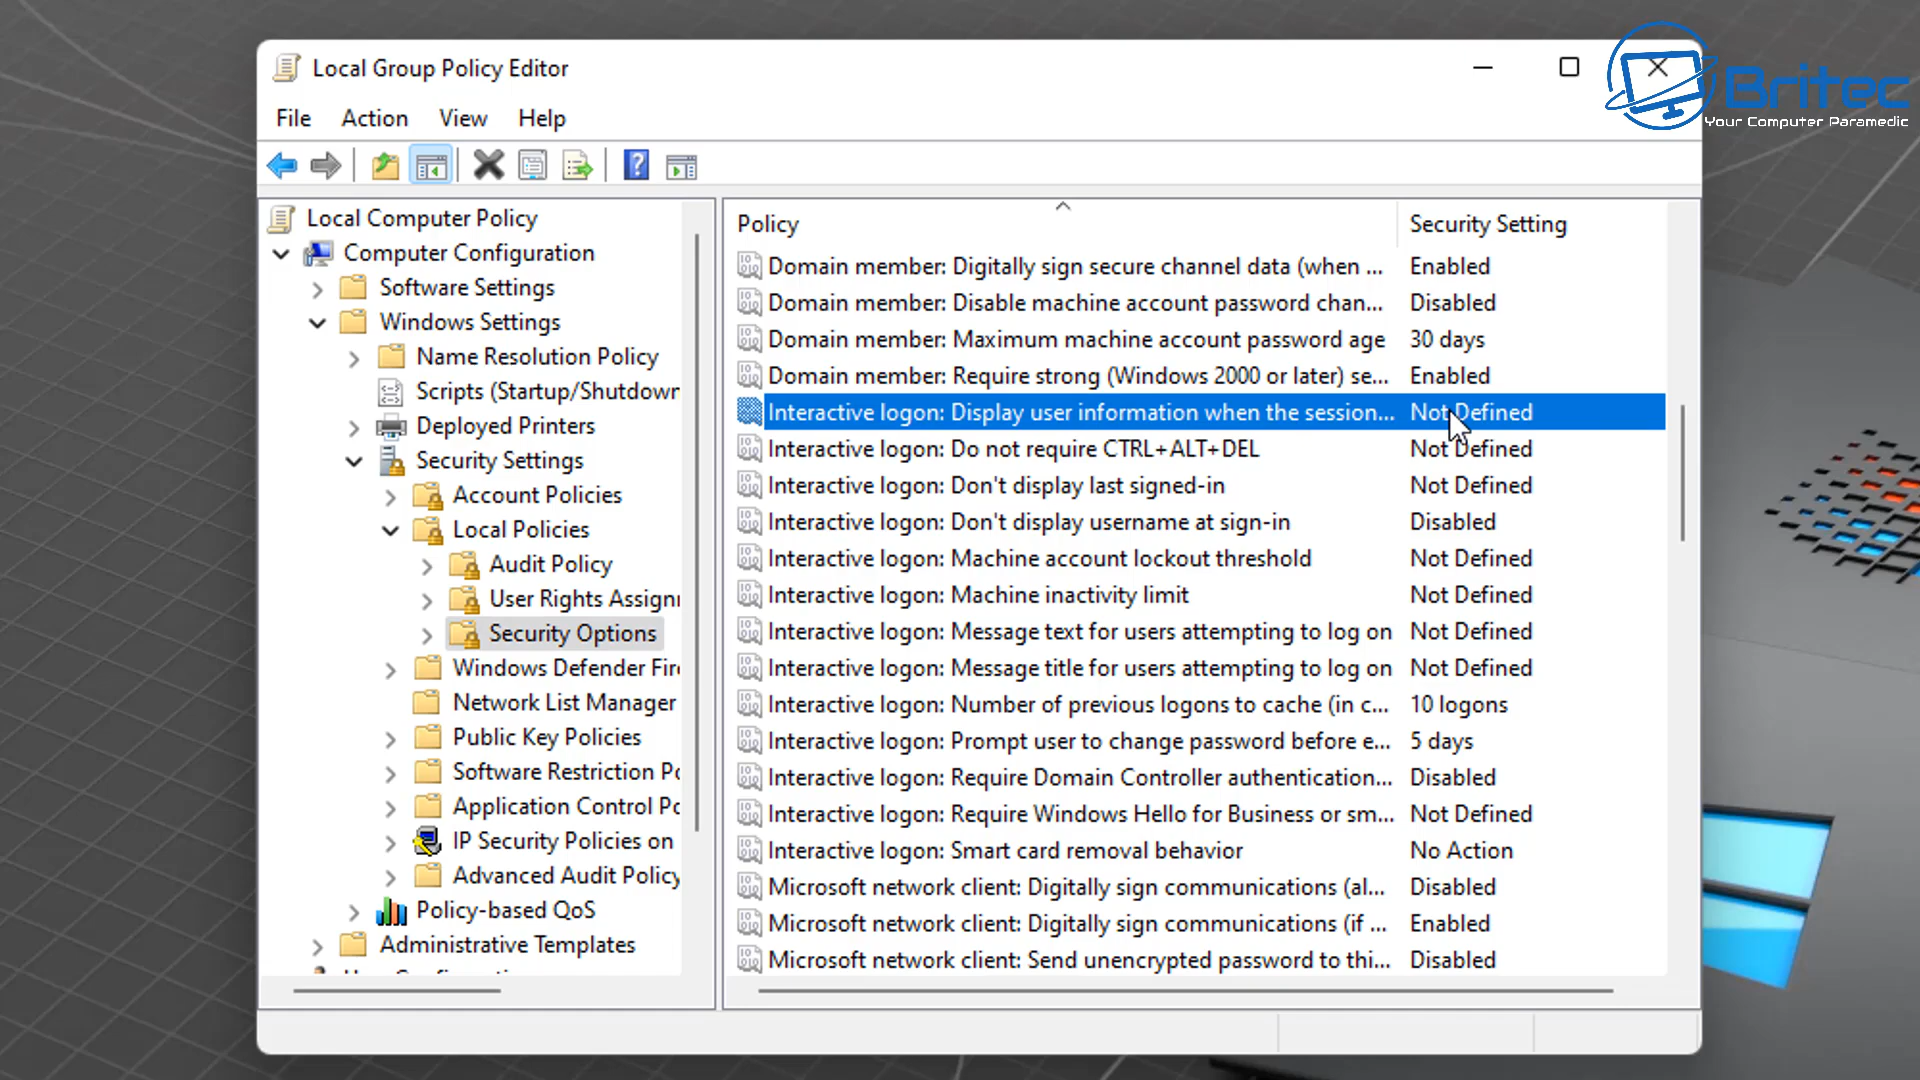 Local Group Policy Editor
Britec
Your Computer Paramedic
File Action View Help
Local Computer Policy
Computer Configuration
Software Settings
Windows Settings
Name Resolution Policy
Scripts (Startup/Shutdown
Deployed Printers
Security Settings
Account Policies
Local Policies
Audit Policy
User Rights Assign
Security Options
Windows Defender Fire
Network List Manager
Public Key Policies
Software Restriction Po
Application Control Po
IP Security Policies on
Advanced Audit Policy
Policy-based QoS
Administrative Templates
Policy Security Setting
Domain member: Digitally sign secure channel data (when ... Enabled
Domain member: Disable machine account password chan... Disabled
Domain member: Maximum machine account password age 30 days
Domain member: Require strong (Windows 2000 or later) se... Enabled
Interactive logon: Display user information when the session... Not Defined
Interactive logon: Do not require CTRL+ALT+DEL Not Defined
Interactive logon: Don't display last signed-in Not Defined
Interactive logon: Don't display username at sign-in Disabled
Interactive logon: Machine account lockout threshold Not Defined
Interactive logon: Machine inactivity limit Not Defined
Interactive logon: Message text for users attempting to log on Not Defined
Interactive logon: Message title for users attempting to log on Not Defined
Interactive logon: Number of previous logons to cache (in c... 10 logons
Interactive logon: Prompt user to change password before e... 5 days
Interactive logon: Require Domain Controller authentication... Disabled
Interactive logon: Require Windows Hello for Business or sm... Not Defined
Interactive logon: Smart card removal behavior No Action
Microsoft network client: Digitally sign communications (al... Disabled
Microsoft network client: Digitally sign communications (if ... Enabled
Microsoft network client: Send unencrypted password to thi... Disabled